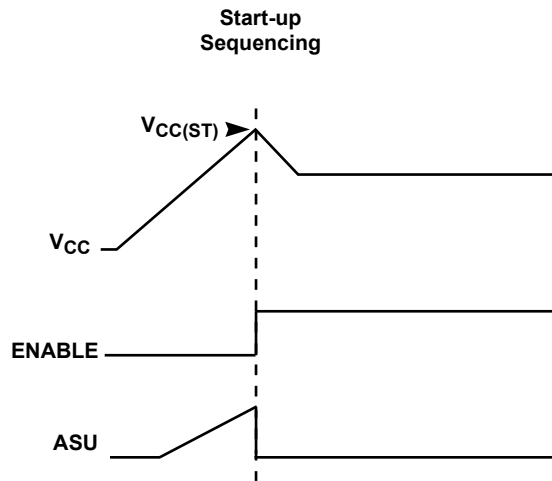 Start-up
Sequencing
VCC(ST)
VCC
ENABLE
ASU